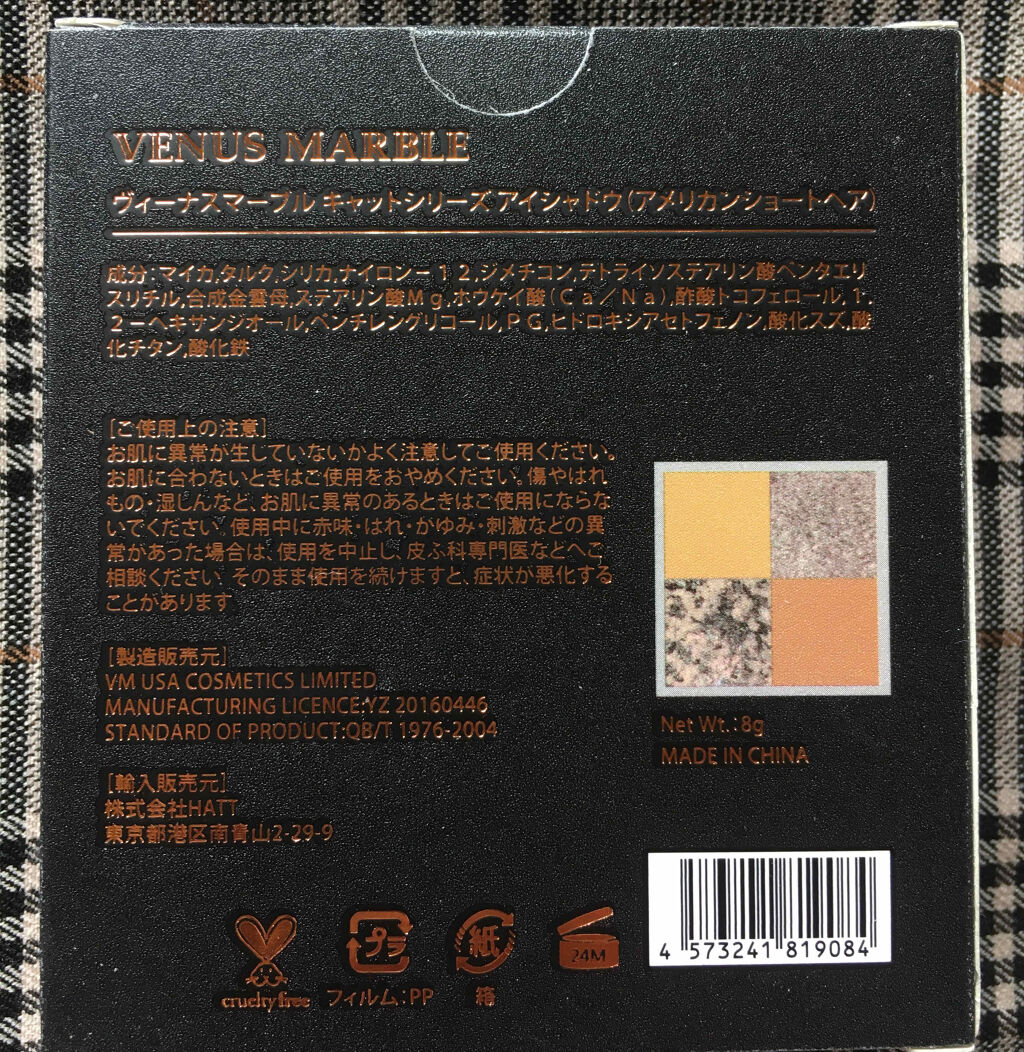 VENUS MARBLE
ヴィーナスマーブル キャットシリーズ アイシャドウ(アメリカンショートヘア)
成分:マイカ,タルク,シリカ,ナイロンー12,ジメチコン,テトライソステアリン酸ペンタエリ
スリチル,合成金雲母,ステアリン酸Mg,ホウケイ酸(Ca/Na),酢酸トコフェロール,1.
2ーヘキサンジオール,ペンチレングリコール,PG,ヒドロキシアセトフェノン,酸化スズ,酸
化チタン,酸化鉄
[ご使用上の注意]
お肌に異常が生していないかよく注意してご使用ください。
お肌に合わないときはご使用をおやめください。傷やはれ
もの・湿しんなど、お肌に異常のあるときはご使用にならな
いでください。使用中に赤味・はれ・かゆみ・刺激などの異
常があった場合は、使用を中止し、皮ふ科専門医などへご
相談ください。そのまま使用を続けますと、症状が悪化する
ことがあります
[製造販売元]
VM USA COSMETICS LIMITED
MANUFACTURING LICENCE:YZ 20160446
STANDARD OF PRODUCT:QB/T 1976-2004
Net Wt.:8g
MADE IN CHINA
[輸入販売元]
株式会社HATT
東京都港区南青山2-29-9
プラ
紙
24M
crueltyfree
フィルム:PP
箱
4 573241 819084